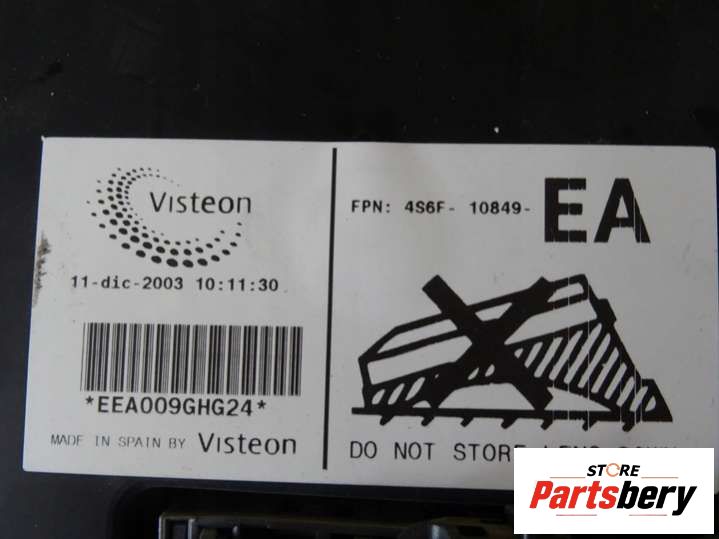 Visteon
11-dic-2003 10:11:30
*EEA009GHG24*
MADE IN SPAIN BY Visteon
FPN: 4S6F- 10849- EA
DO NOT STORE
STORE
Partsbery